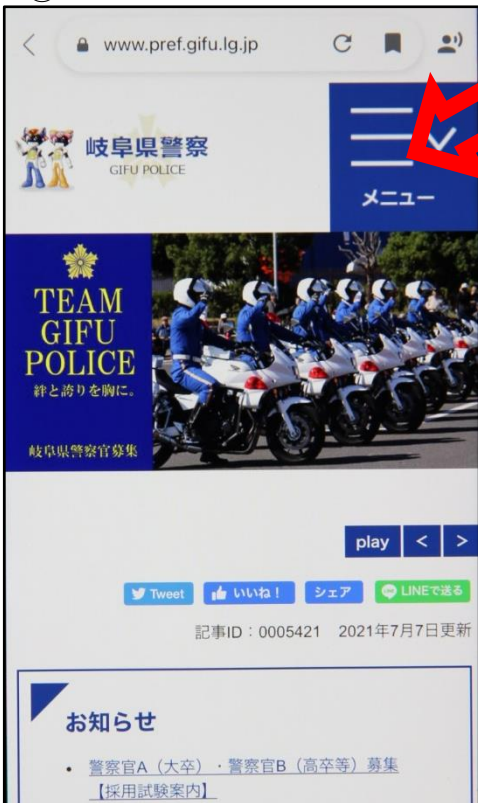 www.pref.gifu.lg.jp
岐阜県警察
GIFU POLICE
メニュー
TEAM
GIFU
POLICE
絆と誇りを胸に。
岐阜県警察官募集
play < >
Tweet いいね! シェア LINEで送る
記事ID:0005421 2021年7月7日更新
お知らせ
• 警察官A(大卒)・警察官B(高卒等)募集
【採用試験案内】